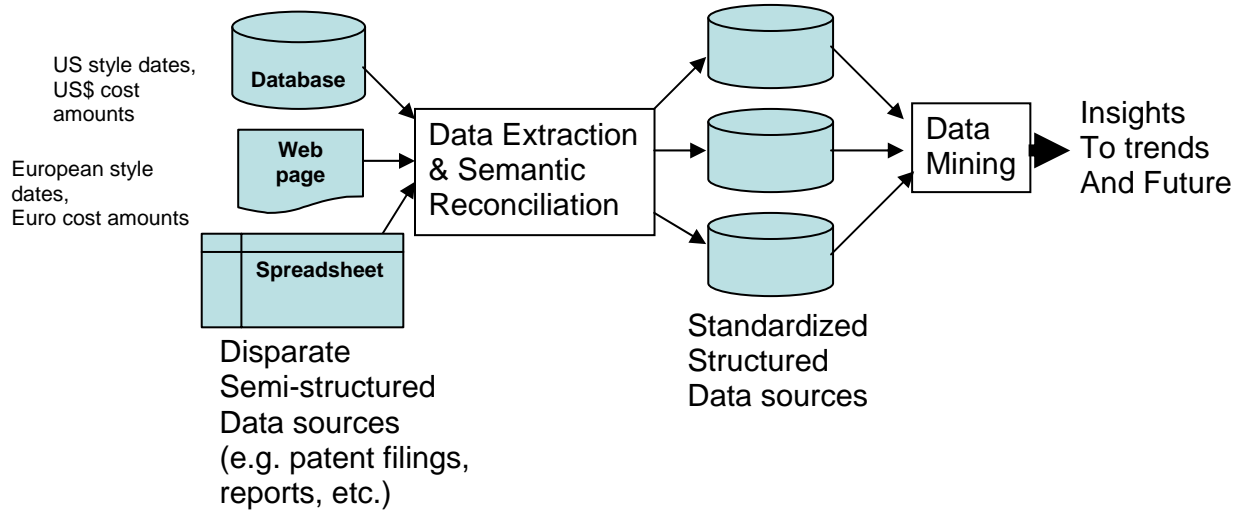 US style dates,
US$ cost
amounts
Database
European style
dates,
Euro cost amounts
Web
page
Spreadsheet
Disparate
Semi-structured
Data sources
(e.g. patent filings,
reports, etc.)
Data Extraction
& Semantic
Reconciliation
Standardized
Structured
Data sources
Data
Mining
Insights
To trends
And Future